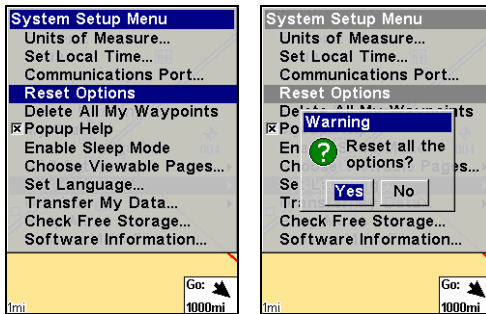 System Setup Menu
Units of Measure...
Set Local Time...
Communications Port...
Reset Options
Delete All My Waypoints
Popup Help
Enable Sleep Mode
Choose Viewable Pages...
Set Language...
Transfer My Data...
Check Free Storage...
Software Information...
Go:
1mi
1000mi
System Setup Menu
Units of Measure...
Set Local Time...
Communications Port...
Reset Options
Warning
Reset all the
options?
Yes No
Check Free Storage...
Software Information...
Go:
1mi
1000mi